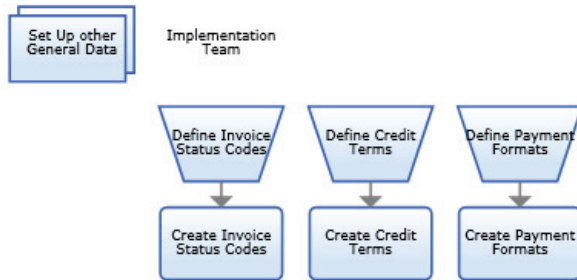 Set Up other
General Data
Implementation
Team
Define Invoice
Status Codes
Define Credit
Terms
Define Payment
Formats
Create Invoice
Status Codes
Create Credit
Terms
Create Payment
Formats